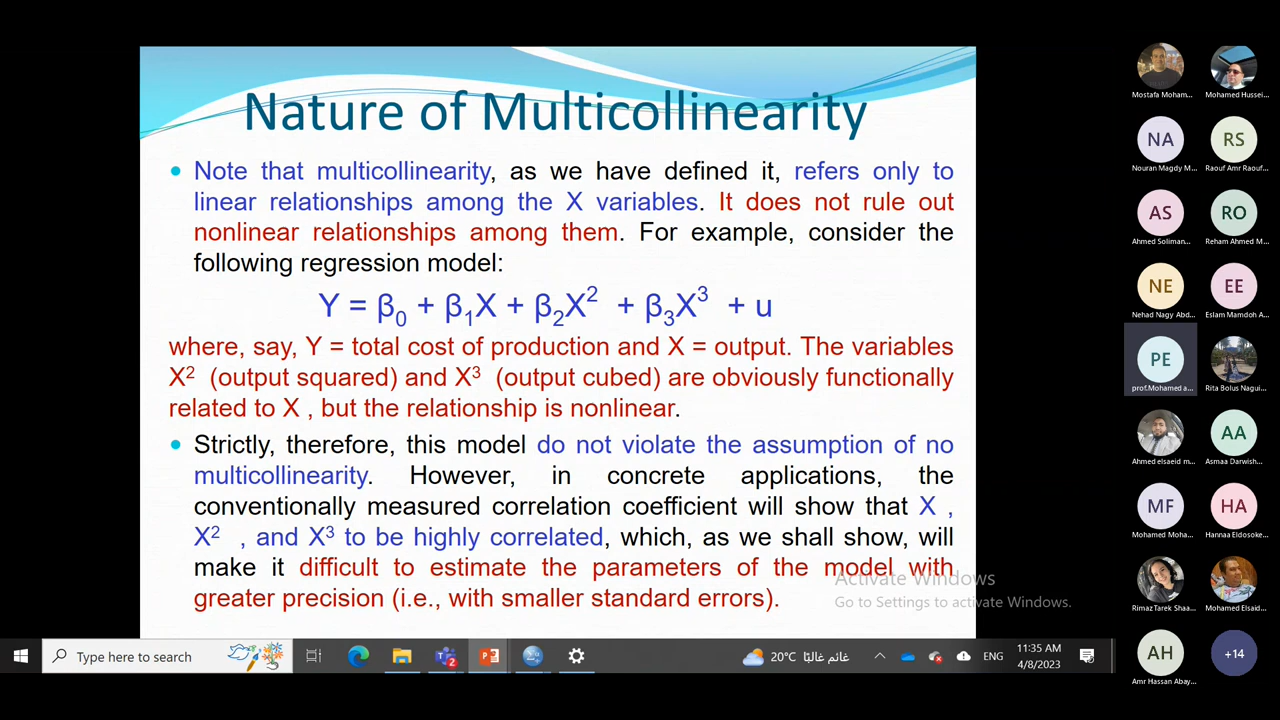 Nature of Multicollinearity
• Note that multicollinearity, as we have defined it, refers only to
linear relationships among the X variables. It does not rule out
nonlinear relationships among them. For example, consider the
following regression model:
Y = β₀ + β₁X + β₂X² + β₃X³ + u
where, say, Y = total cost of production and X = output. The variables
X² (output squared) and X³ (output cubed) are obviously functionally
related to X , but the relationship is nonlinear.
• Strictly, therefore, this model do not violate the assumption of no
multicollinearity. However, in concrete applications, the
conventionally measured correlation coefficient will show that X ,
X² , and X³ to be highly correlated, which, as we shall show, will
make it difficult to estimate the parameters of the model with
greater precision (i.e., with smaller standard errors).
Activate Windows
Go to Settings to activate Windows.
Mostafa Moham...
Mohamed Hussei...
NA
RS
Nouran Magdy M...
Raouf Amr Raouf...
AS
RO
Ahmed Soliman...
Reham Ahmed M...
NE
EE
Nehad Nagy Abd...
Eslam Mamdoh A...
PE
prof.Mohamed a...
Rita Bolus Nagui...
AA
Ahmed elsaeid m...
Asmaa Darwish...
MF
HA
Mohamed Moha...
Hannaa Eldosoke...
Rimaz Tarek Shaa...
Mohamed Elsaid...
AH
+14
Amr Hassan Abay...
Type here to search
2
20°C غائم غالبًا
ENG
11:35 AM
4/8/2023